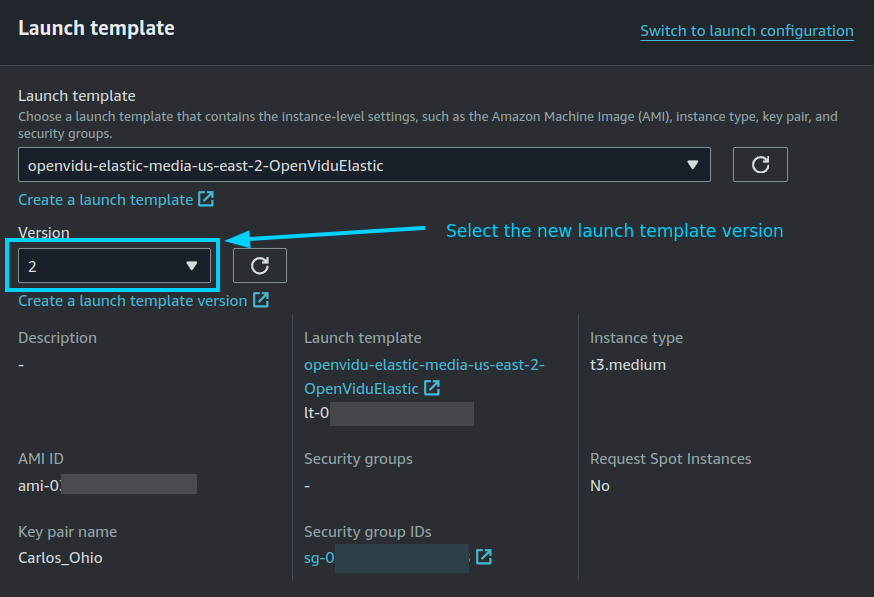 Launch template
Switch to launch configuration
Launch template
Choose a launch template that contains the instance-level settings, such as the Amazon Machine Image (AMI), instance type, key pair, and
security groups.
openvidu-elastic-media-us-east-2-OpenViduElastic
Create a launch template
Version
Select the new launch template version
2
Create a launch template version
Description
-
Launch template
openvidu-elastic-media-us-east-2-
OpenViduElastic
lt-0
Instance type
t3.medium
AMI ID
ami-0
Security groups
-
Request Spot Instances
No
Key pair name
Carlos_Ohio
Security group IDs
sg-0